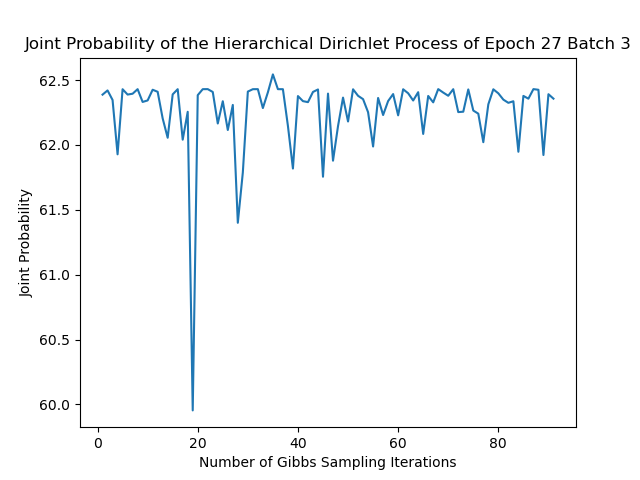 Joint Probability of the Hierarchical Dirichlet Process of Epoch 27 Batch 3
62.5
62.0
61.5
61.0
60.5
60.0
Joint Probability
0 20 40 60 80
Number of Gibbs Sampling Iterations